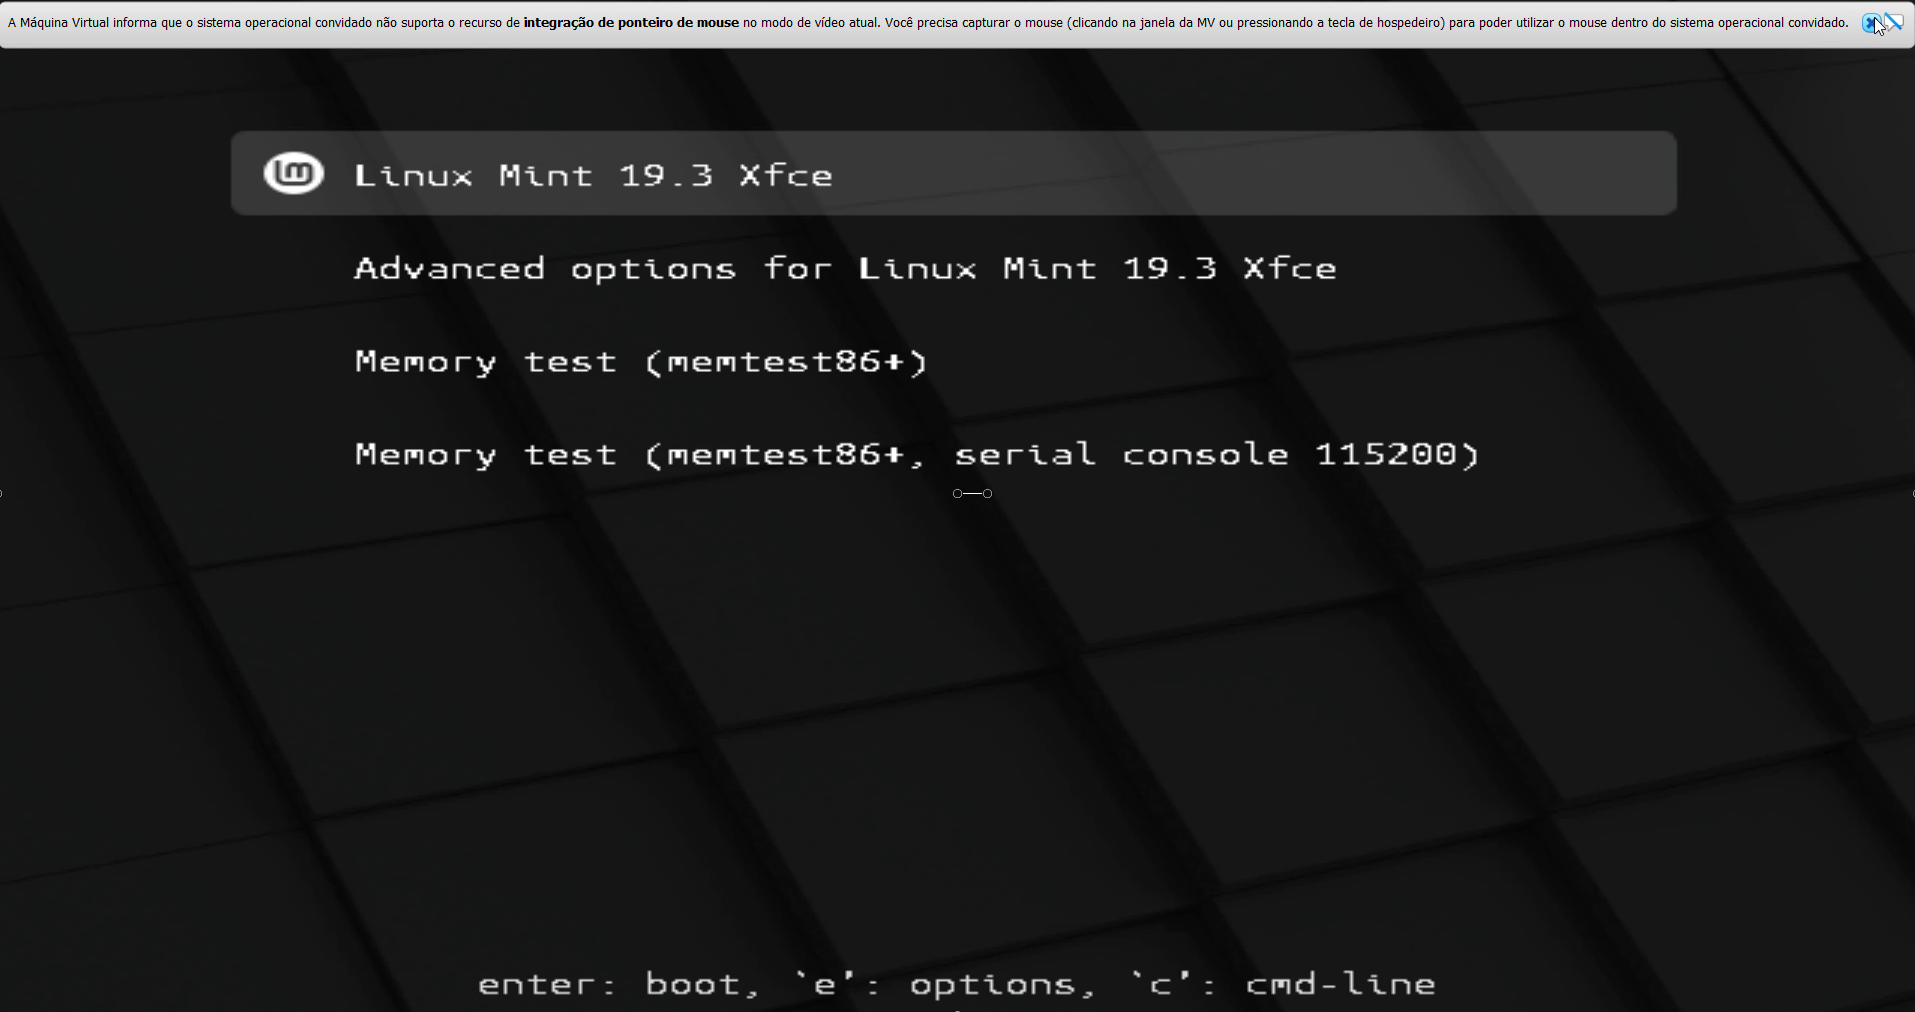 A Máquina Virtual informa que o sistema operacional convidado não suporta o recurso de integração de ponteiro de mouse no modo de vídeo atual. Você precisa capturar o mouse (clicando na janela da MV ou pressionando a tecla de hospedeiro) para poder utilizar o mouse dentro do sistema operacional convidado.
Linux Mint 19.3 Xfce
Advanced options for Linux Mint 19.3 Xfce
Memory test (memtest86+)
Memory test (memtest86+, serial console 115200)
enter: boot, `e': options, `c': cmd-line